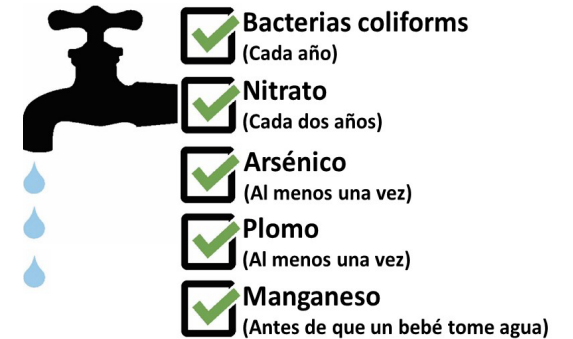 Bacterias coliforms
(Cada año)
Nitrato
(Cada dos años)
Arsénico
(Al menos una vez)
Plomo
(Al menos una vez)
Manganeso
(Antes de que un bebé tome agua)